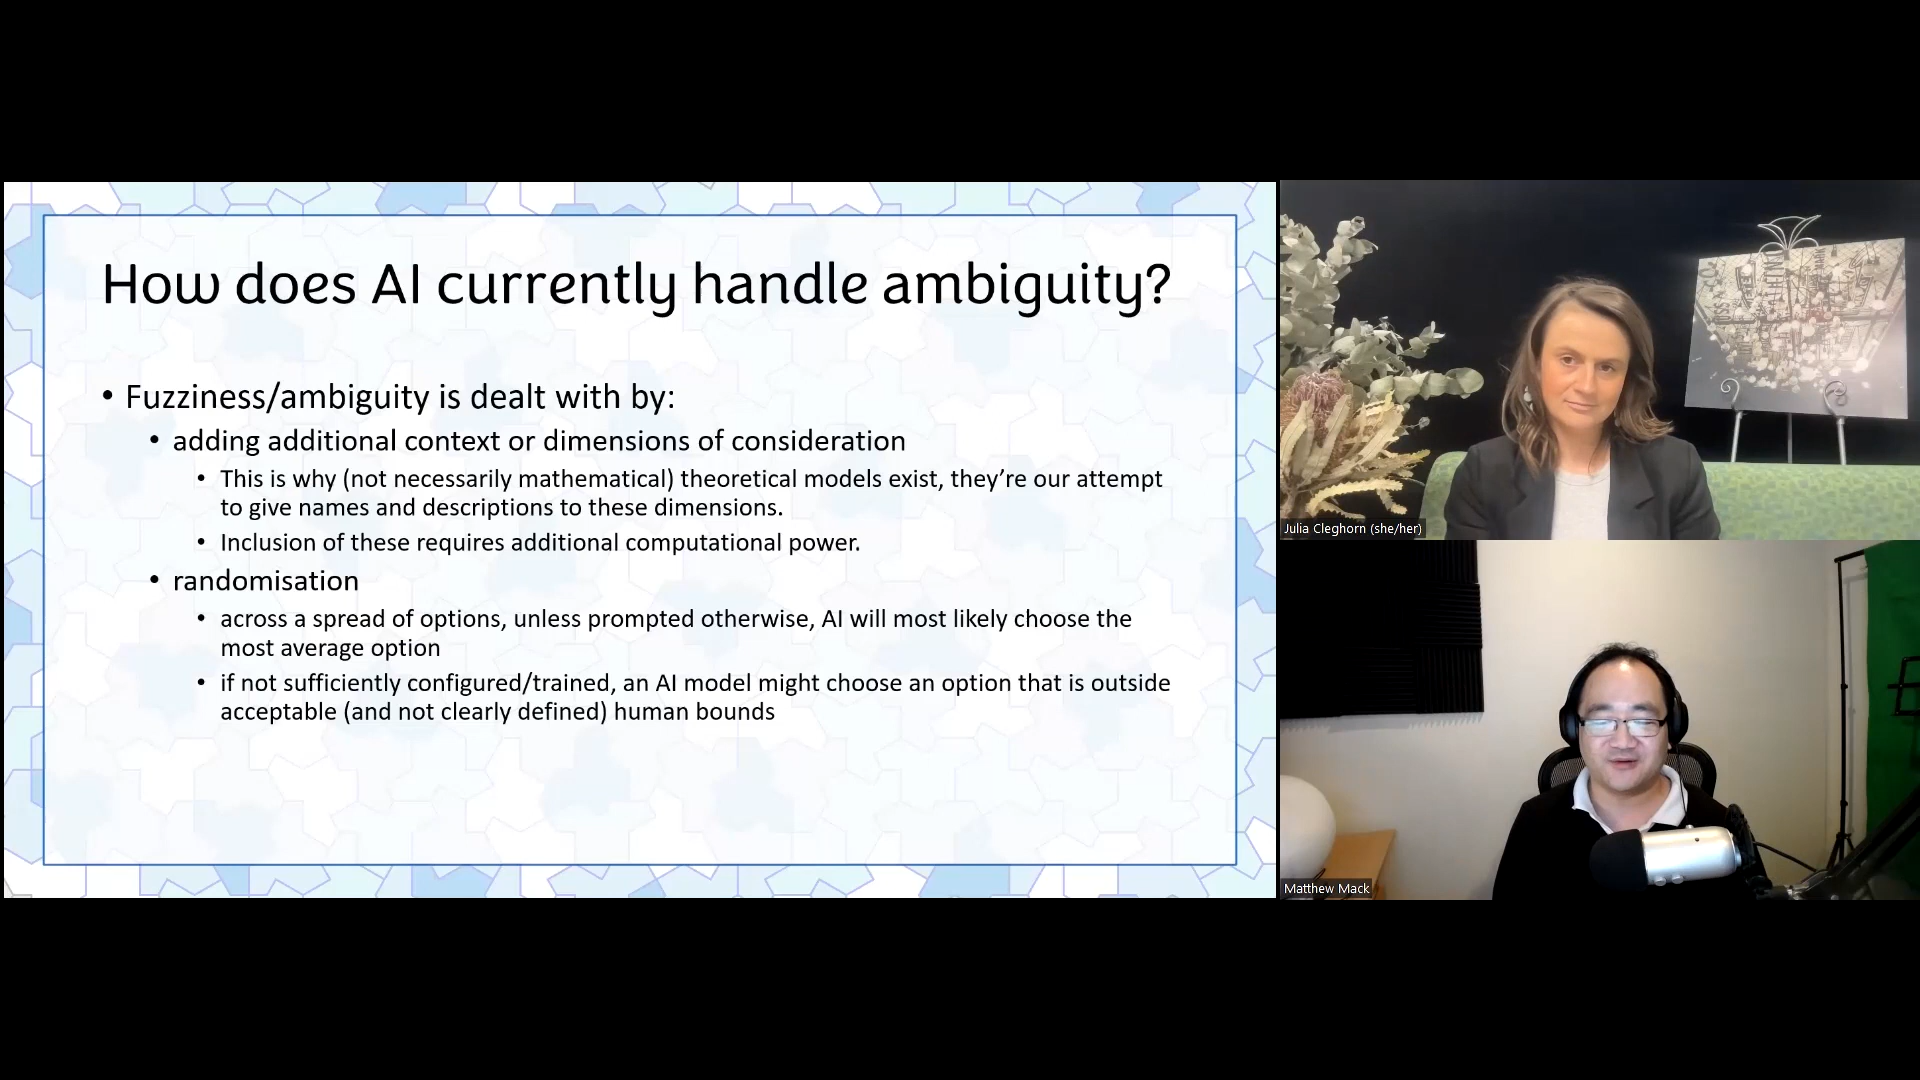 How does AI currently handle ambiguity?
• Fuzziness/ambiguity is dealt with by:
• adding additional context or dimensions of consideration
• This is why (not necessarily mathematical) theoretical models exist, they’re our attempt
to give names and descriptions to these dimensions.
• Inclusion of these requires additional computational power.
• randomisation
• across a spread of options, unless prompted otherwise, AI will most likely choose the
most average option
• if not sufficiently configured/trained, an AI model might choose an option that is outside
acceptable (and not clearly defined) human bounds
Julia Cleghorn (she/her)
Matthew Mack